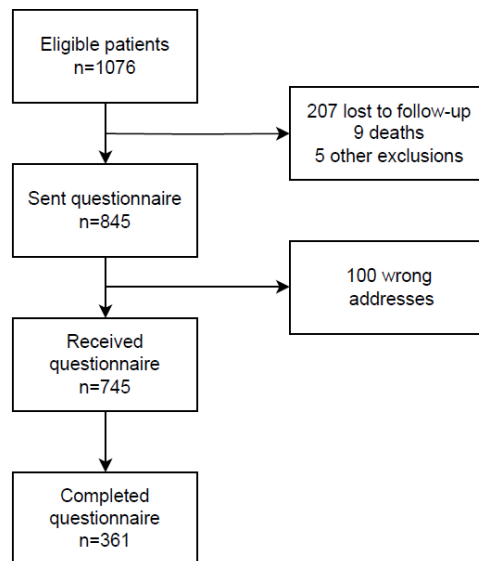 Eligible patients
n=1076
207 lost to follow-up
9 deaths
5 other exclusions
Sent questionnaire
n=845
100 wrong
addresses
Received
questionnaire
n=745
Completed
questionnaire
n=361